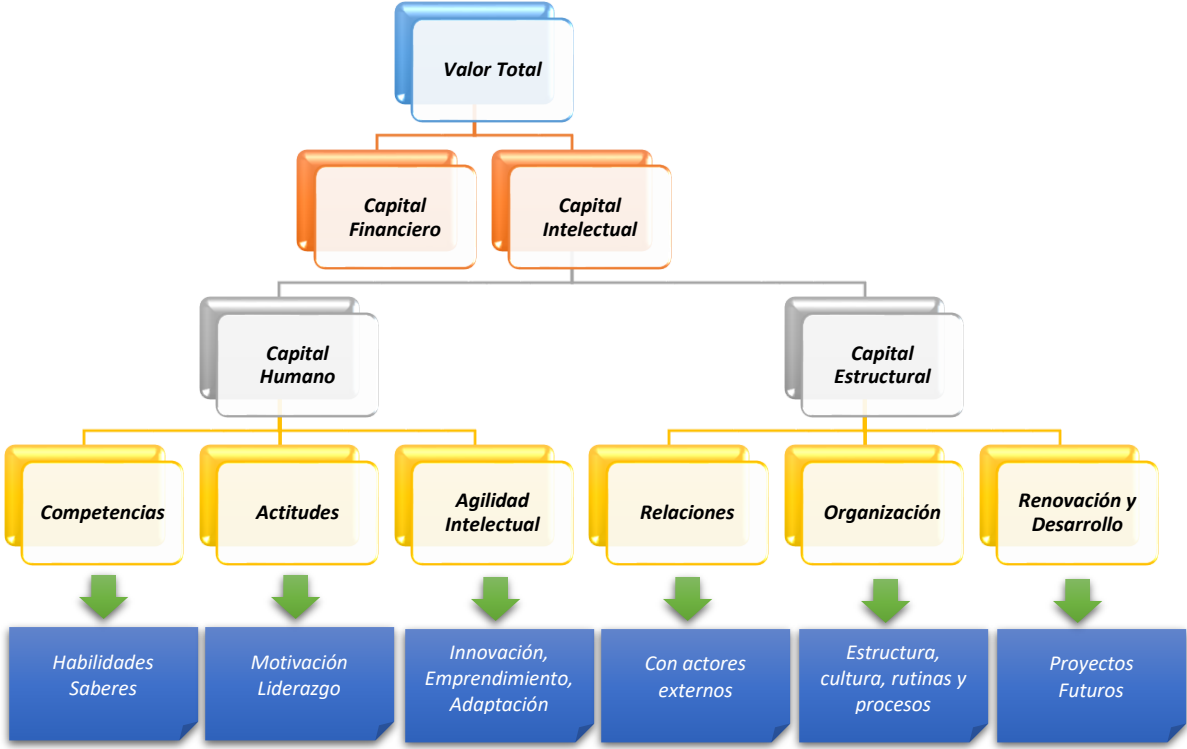 Valor Total
Capital
Financiero
Capital
Intelectual
Capital
Humano
Capital
Estructural
Competencias
Actitudes
Agilidad
Intelectual
Relaciones
Organización
Renovación y
Desarrollo
Habilidades
Saberes
Motivación
Liderazgo
Innovación,
Emprendimiento,
Adaptación
Con actores
externos
Estructura,
cultura, rutinas y
procesos
Proyectos
Futuros